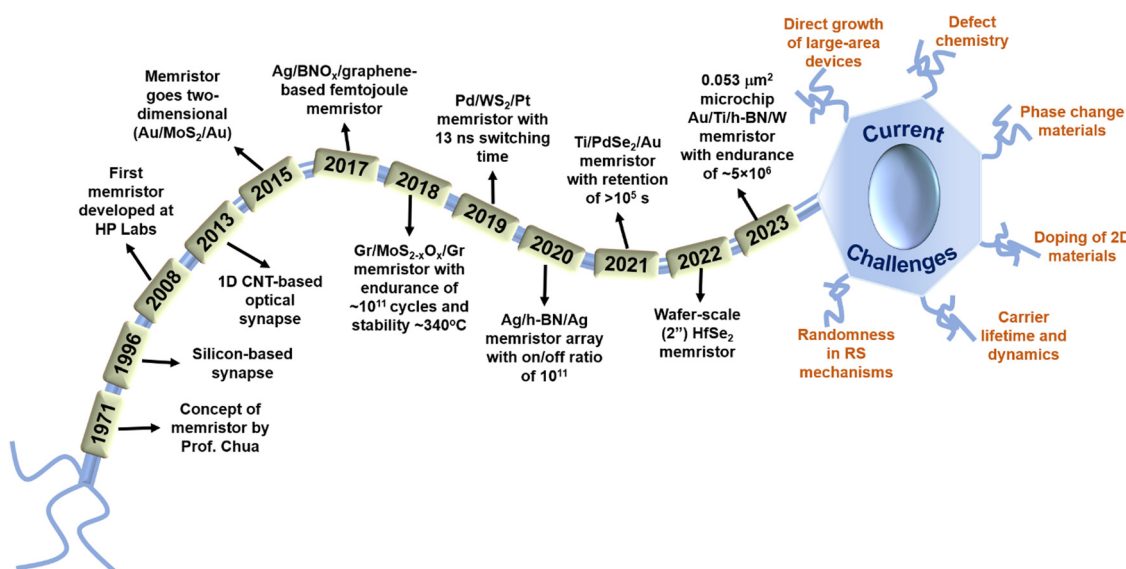 1971
Concept of
memristor by
Prof. Chua
1996
Silicon-based
synapse
2008
First
memristor
developed at
HP Labs
2013
1D CNT-based
optical
synapse
2015
Memristor
goes two-
dimensional
(Au/MoS₂/Au)
2017
Ag/BNOₓ/graphene-
based femtojoule
memristor
2018
Gr/MoS₂₋ₓOₓ/Gr
memristor with
endurance of
~10¹¹ cycles and
stability ~340ºC
2019
Pd/WS₂/Pt
memristor with
13 ns switching
time
2020
Ag/h-BN/Ag
memristor array
with on/off ratio
of 10¹¹
2021
Ti/PdSe₂/Au
memristor
with retention
of >10⁵ s
2022
Wafer-scale
(2”) HfSe₂
memristor
2023
0.053 µm²
microchip
Au/Ti/h-BN/W
memristor
with endurance
of ~5×10⁶
Current
Challenges
Direct growth
of large-area
devices
Defect
chemistry
Phase change
materials
Doping of 2D
materials
Carrier
lifetime and
dynamics
Randomness
in RS
mechanisms